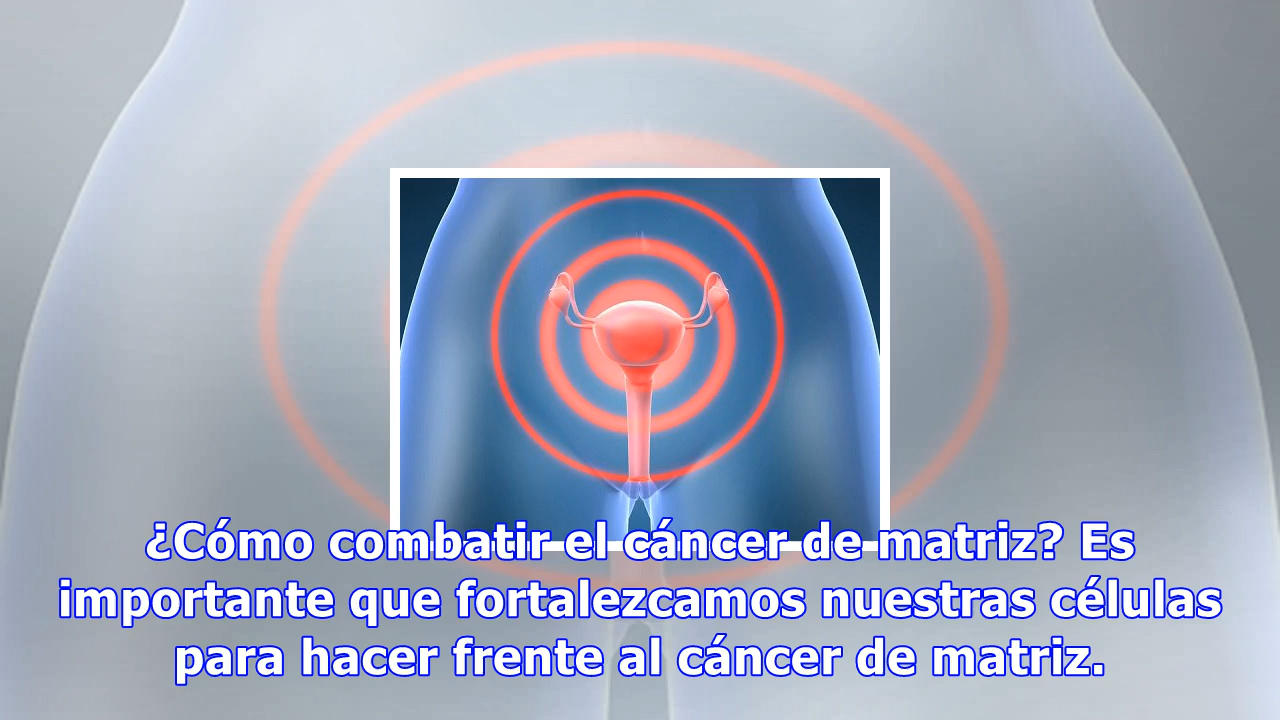 ¿Cómo combatir el cáncer de matriz? Es
importante que fortalezcamos nuestras células
para hacer frente al cáncer de matriz.